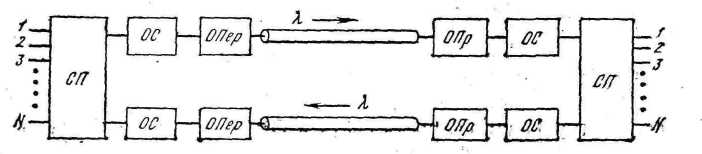 λ
1 ОС ОПер ОПр ОС 1
2 2
3 3
СП СП
λ
N ОС ОПер ОПр. ОС N